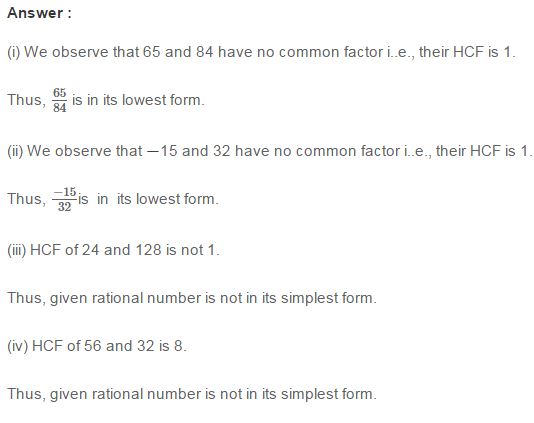 Answer :
(i) We observe that 65 and 84 have no common factor i..e., their HCF is 1.
Thus, 65/84 is in its lowest form.
(ii) We observe that −15 and 32 have no common factor i..e., their HCF is 1.
Thus, −15/32 is in its lowest form.
(iii) HCF of 24 and 128 is not 1.
Thus, given rational number is not in its simplest form.
(iv) HCF of 56 and 32 is 8.
Thus, given rational number is not in its simplest form.